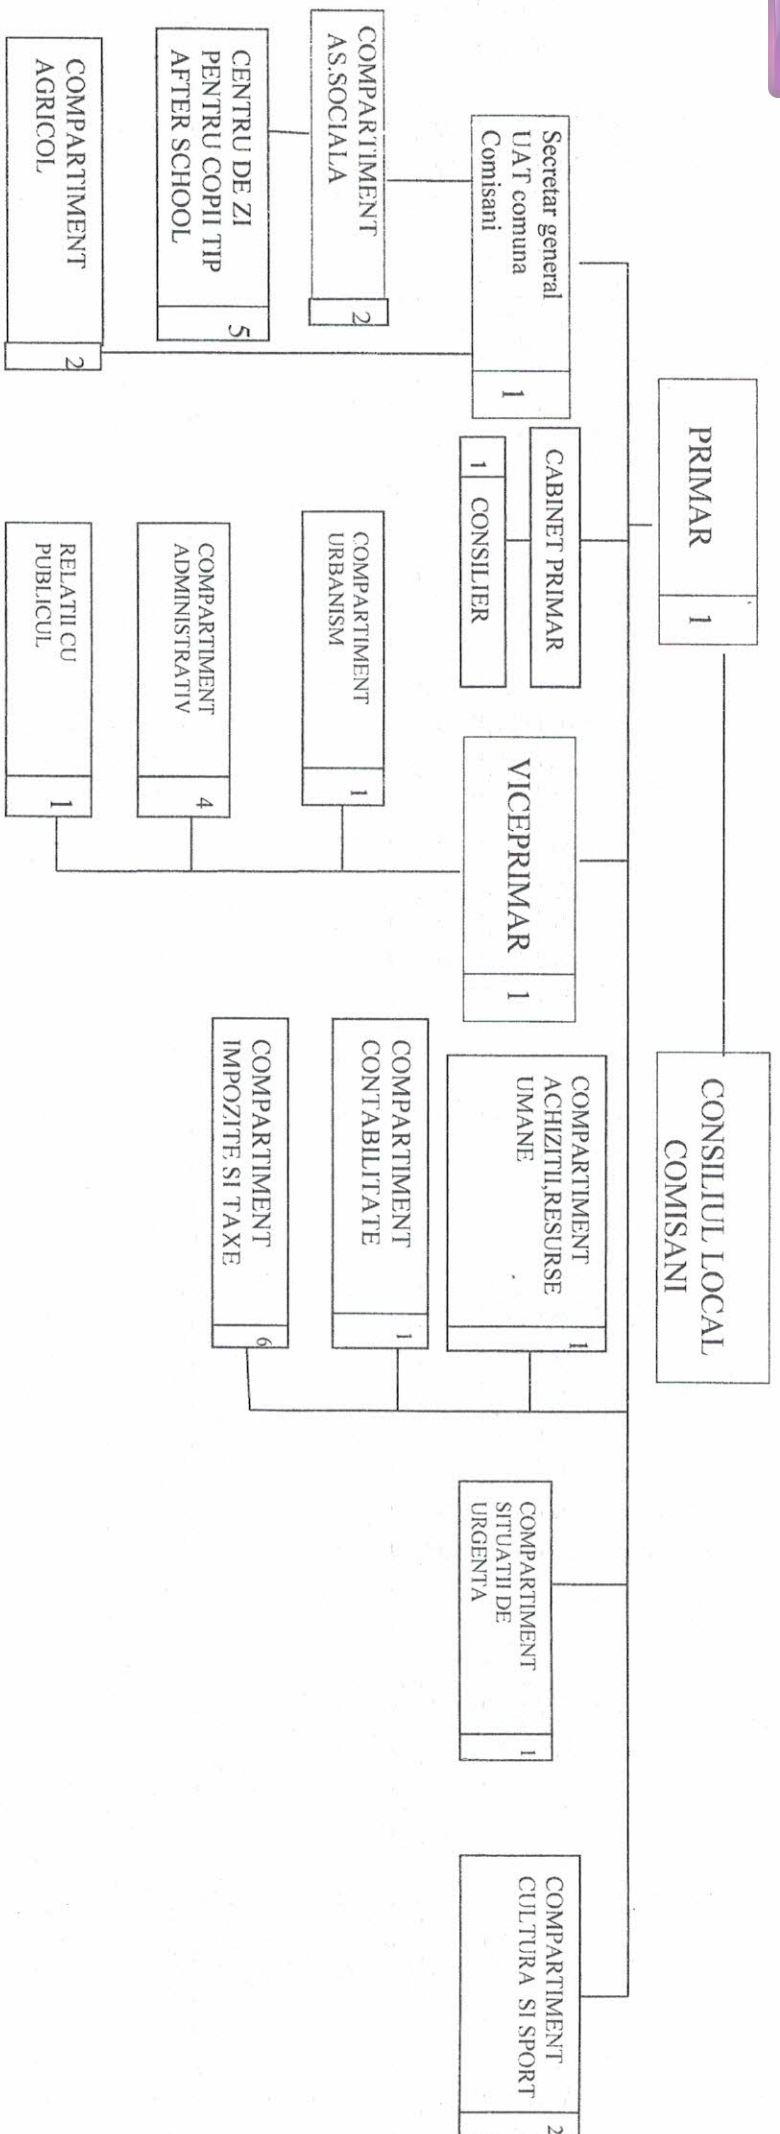 CONSILIUL LOCAL
COMISANI
PRIMAR
1
Secretar general
UAT comuna
Comisani
1
CABINET PRIMAR
1
CONSILIER
VICEPRIMAR
1
COMPARTIMENT
ACHIZITII,RESURSE
UMANE
1
COMPARTIMENT
SITUATII DE
URGENTA
1
COMPARTIMENT
CULTURA SI SPORT
2
COMPARTIMENT
AS.SOCIALA
2
COMPARTIMENT
URBANISM
1
COMPARTIMENT
CONTABILITATE
1
CENTRU DE ZI
PENTRU COPII TIP
AFTER SCHOOL
5
COMPARTIMENT
ADMINISTRATIV
4
COMPARTIMENT
IMPOZITE SI TAXE
6
COMPARTIMENT
AGRICOL
2
RELATII CU
PUBLICUL
1